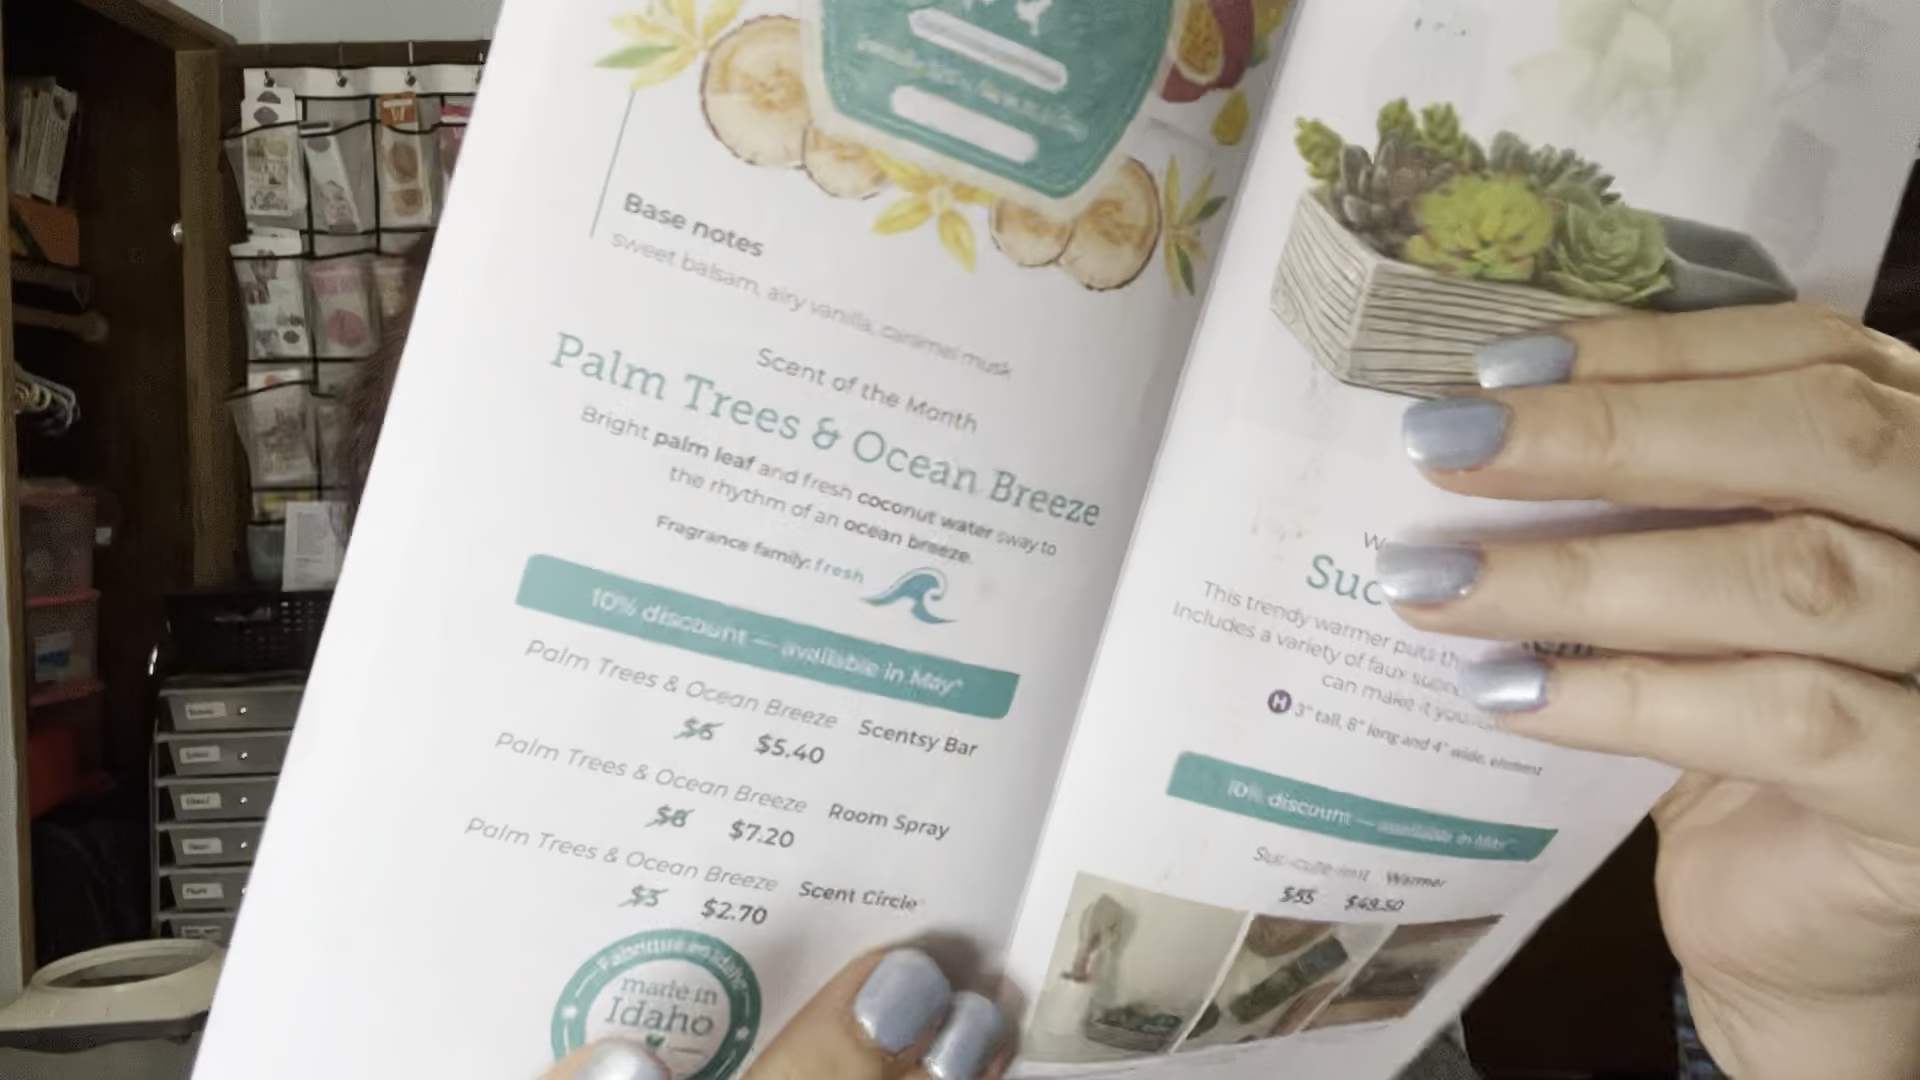 Base notes
sweet balsam, airy vanilla, caramel musk
Scent of the Month
Palm Trees & Ocean Breeze
Bright palm leaf and fresh coconut water sway to
the rhythm of an ocean breeze.
Fragrance family: fresh
10% discount — available in May*
Palm Trees & Ocean Breeze Scentsy Bar
$6 $5.40
Palm Trees & Ocean Breeze Room Spray
$8 $7.20
Palm Trees & Ocean Breeze Scent Circle
$3 $2.70
made in
Idaho
Suc
This trendy warmer puts th
Includes a variety of faux succ
can make it your
H 3" tall, 8" long and 4" wide, element
10% discount — available in May*
Warmer
$55 $49.50